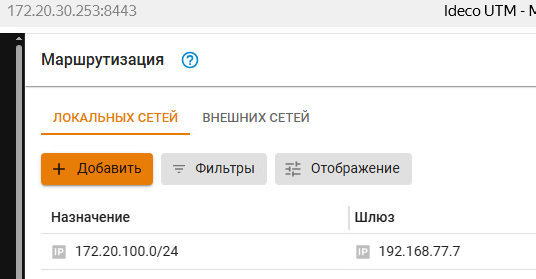 172.20.30.253:8443 Ideco UTM - M
Маршрутизация ?
ЛОКАЛЬНЫХ СЕТЕЙ ВНЕШНИХ СЕТЕЙ
+ Добавить Фильтры Отображение
Назначение Шлюз
IP 172.20.100.0/24 IP 192.168.77.7